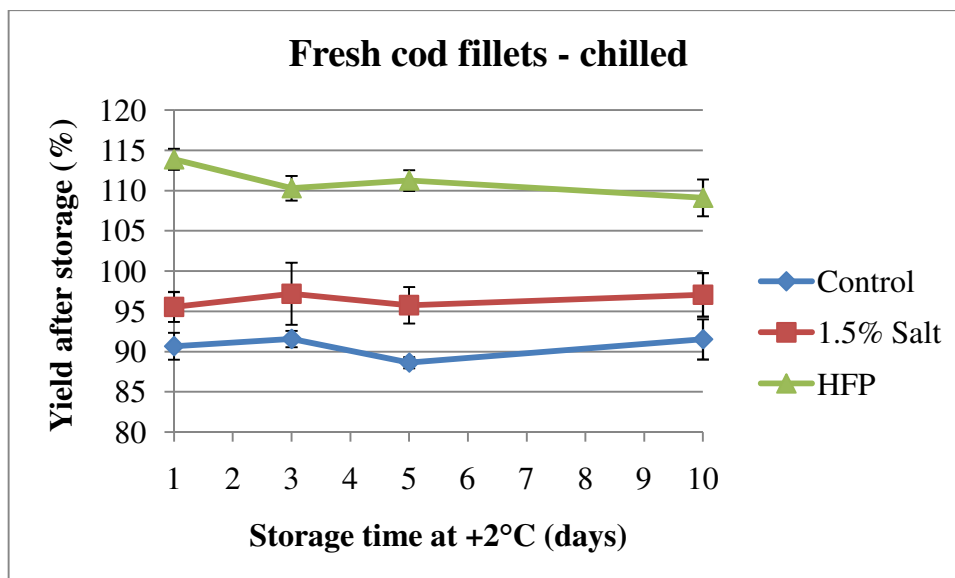 Fresh cod fillets - chilled
Yield after storage (%)
120
115
110
105
100
95
90
85
80
1 2 3 4 5 6 7 8 9 10
Storage time at +2°C (days)
Control
1.5% Salt
HFP